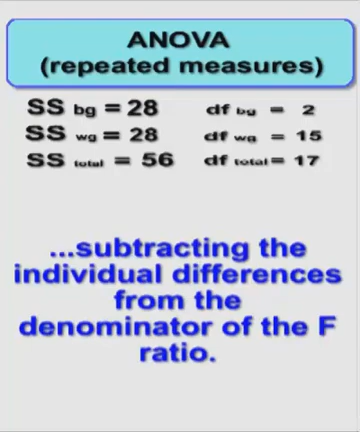 ANOVA
(repeated measures)
SS bg = 28 df bg = 2
SS wg = 28 df wg = 15
SS total = 56 df total = 17
...subtracting the
individual differences
from the
denominator of the F
ratio.